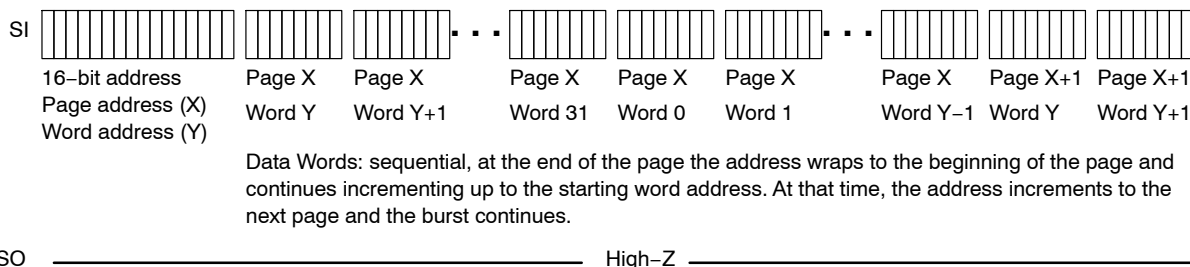 SI
16−bit address Page X Page X Page X Page X Page X Page X Page X+1 Page X+1
Page address (X) Word Y Word Y+1 Word 31 Word 0 Word 1 Word Y−1 Word Y Word Y+1
Word address (Y)
Data Words: sequential, at the end of the page the address wraps to the beginning of the page and
continues incrementing up to the starting word address. At that time, the address increments to the
next page and the burst continues.
SO High−Z